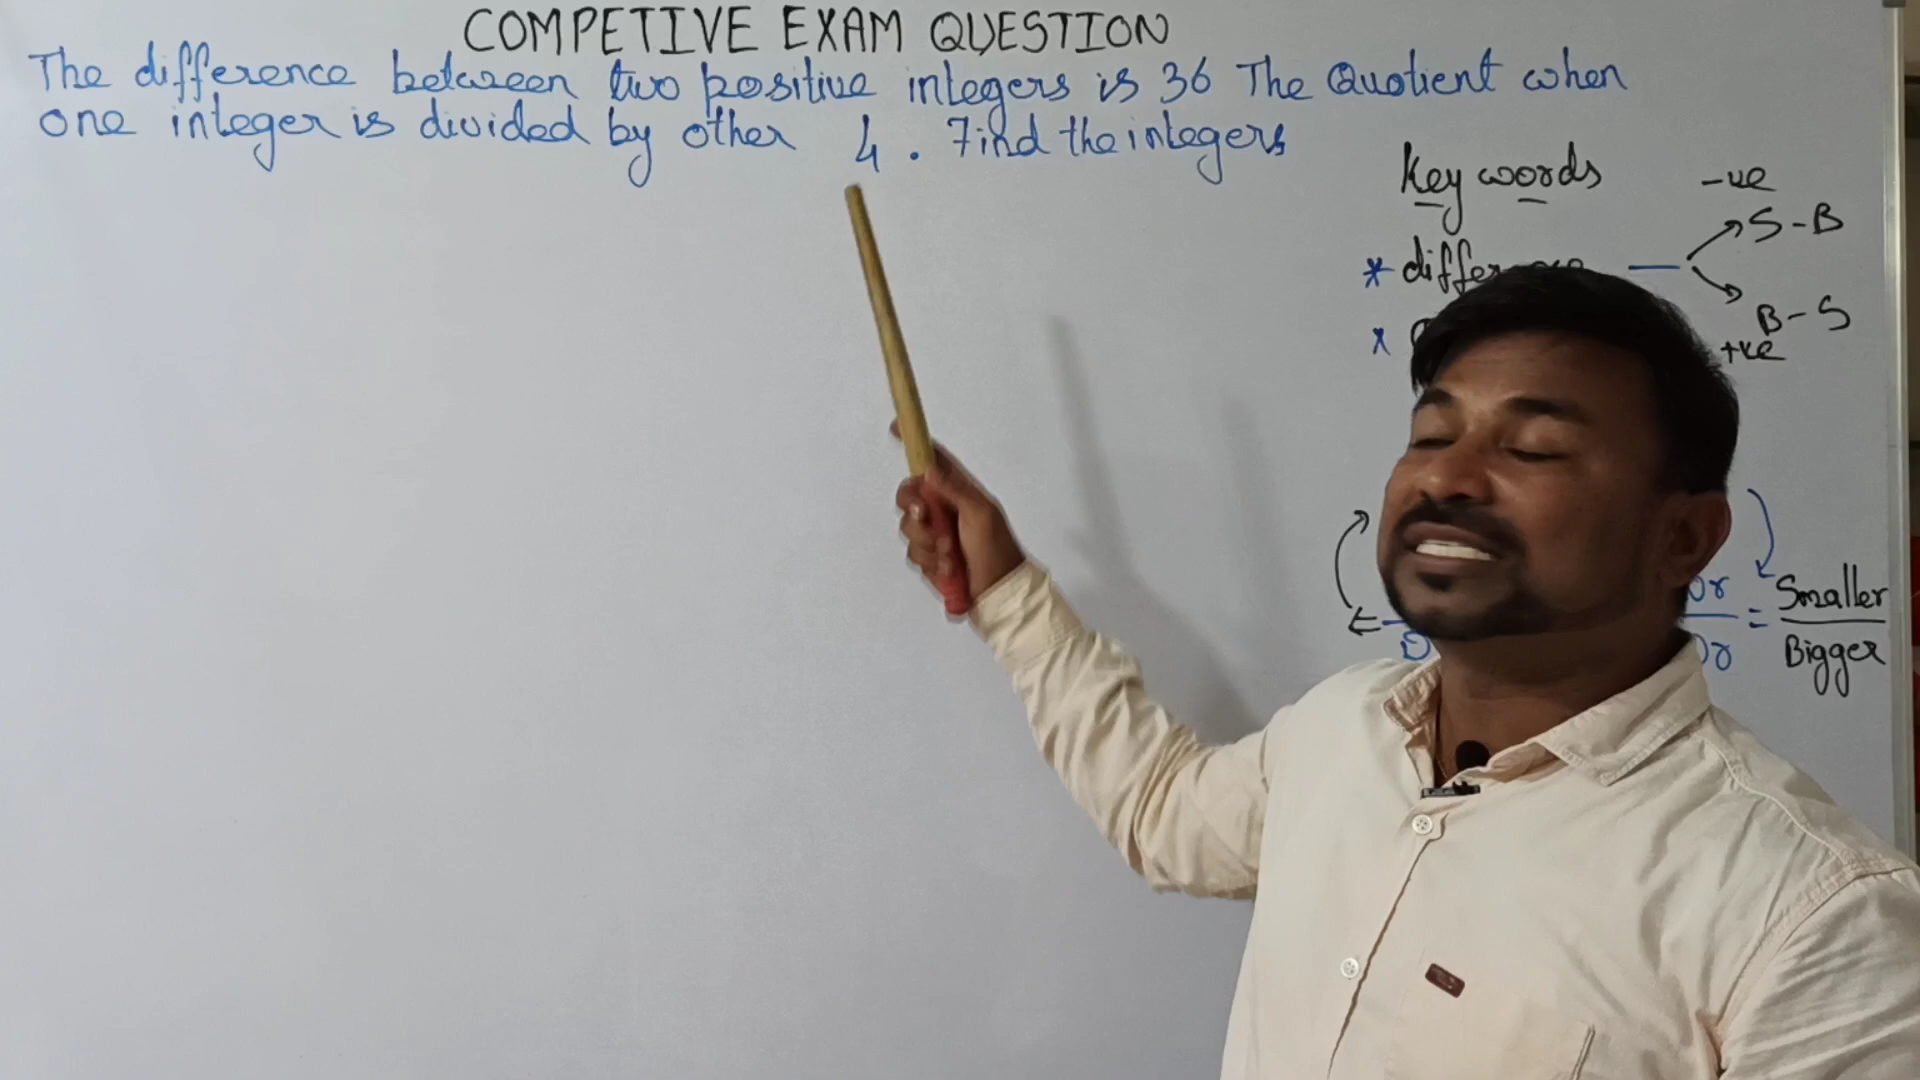 COMPETIVE EXAM QUESTION
The difference between two positive integers is 36 The Quotient when
one integer is divided by other 4. Find the integers
Key words
-ve
S-B
* difference
B-S
+ve
Smaller
=
Bigger